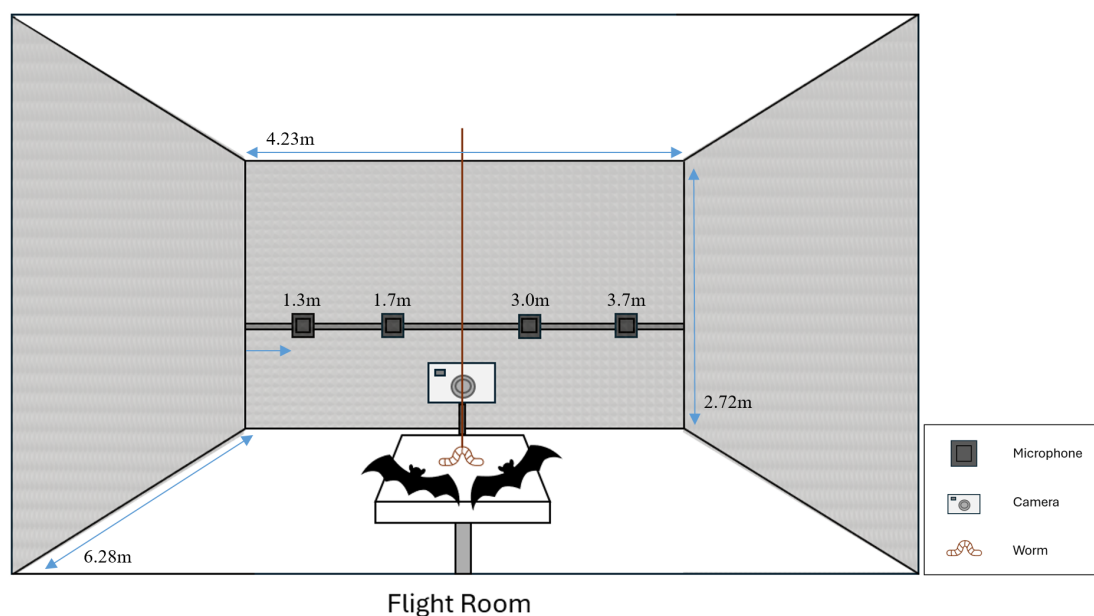 4.23m
1.3m
1.7m
3.0m
3.7m
2.72m
6.28m
Microphone
Camera
Worm
Flight Room